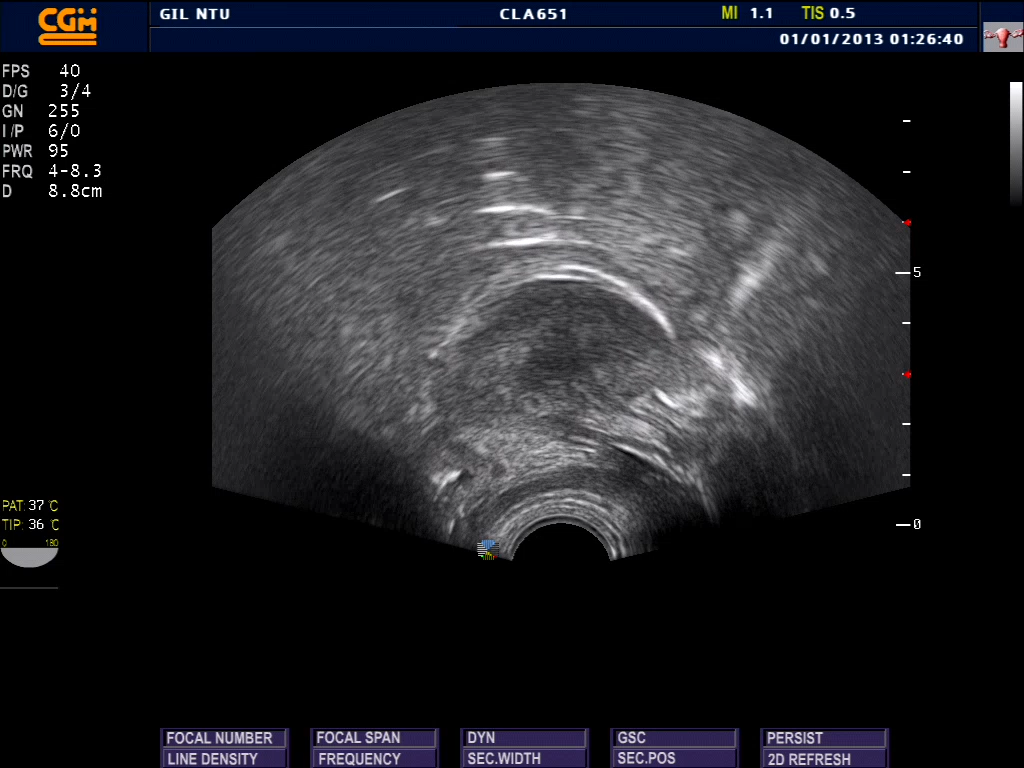 CGM
GIL NTU CLA651 MI 1.1 TIS 0.5
01/01/2013 01:26:40
FPS 40
D/G 3/4
GN 255
I/P 6/0
PWR 95
FRQ 4-8.3
D 8.8cm
5
PAT: 37 °C
TIP: 36 °C
0 180
0
FOCAL NUMBER FOCAL SPAN DYN GSC PERSIST
LINE DENSITY FREQUENCY SEC.WIDTH SEC.POS 2D REFRESH